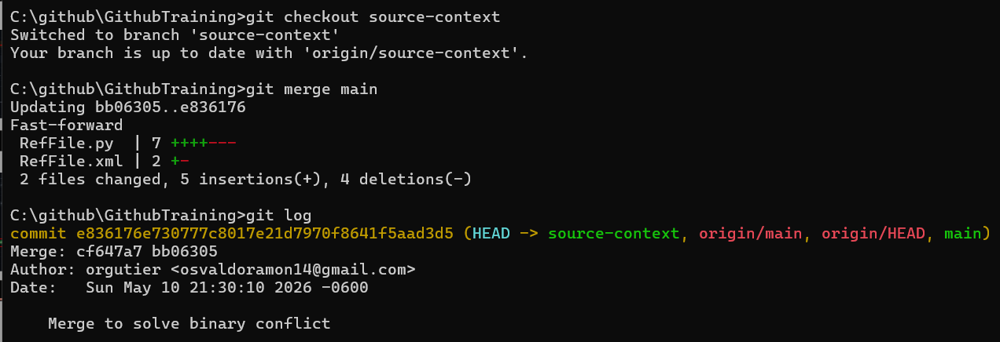 C:\github\GithubTraining>git checkout source-context
Switched to branch 'source-context'
Your branch is up to date with 'origin/source-context'.
C:\github\GithubTraining>git merge main
Updating bb06305..e836176
Fast-forward
 RefFile.py  | 7 ++++---
 RefFile.xml | 2 +-
 2 files changed, 5 insertions(+), 4 deletions(-)
C:\github\GithubTraining>git log
commit e836176e730777c8017e21d7970f8641f5aad3d5 (HEAD -> source-context, origin/main, origin/HEAD, main)
Merge: cf647a7 bb06305
Author: orgutier <osvaldoramon14@gmail.com>
Date:   Sun May 10 21:30:10 2026 -0600
    Merge to solve binary conflict